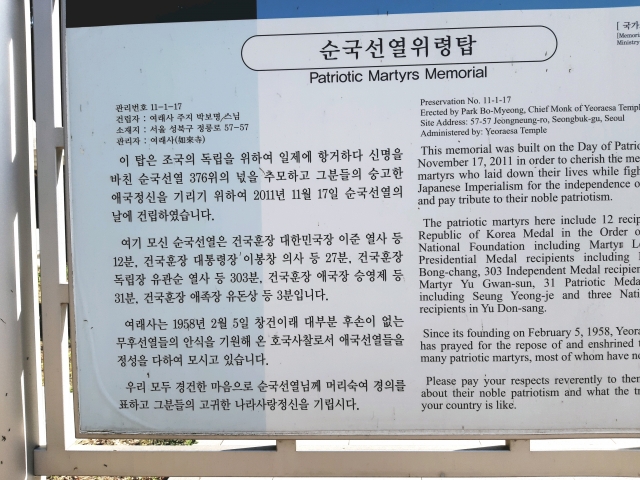 순국선열위령탑
Patriotic Martyrs Memorial
관리번호 11-1-17
건립자 : 여래사 주지 박보명 스님
소재지 : 서울 성북구 정릉로 57-57
관리자 : 여래사(如來寺)
이 탑은 조국의 독립을 위하여 일제에 항거하다 신명을
바친 순국선열 376위의 넋을 추모하고 그분들의 숭고한
애국정신을 기리기 위하여 2011년 11월 17일 순국선열의
날에 건립하였습니다.
여기 모신 순국선열은 건국훈장 대한민국장 이준 열사 등
12분, 건국훈장 대통령장 이봉창 의사 등 27분, 건국훈장
독립장 유관순 열사 등 303분, 건국훈장 애국장 승영제 등
31분, 건국훈장 애족장 유돈상 등 3분입니다.
여래사는 1958년 2월 5일 창건이래 대부분 후손이 없는
무후선열들의 안식을 기원해 온 호국사찰로서 애국선열들을
정성을 다하여 모시고 있습니다.
우리 모두 경건한 마음으로 순국선열님께 머리숙여 경의를
표하고 그분들의 고귀한 나라사랑정신을 기립시다.
[국가
[Memoria
Ministry
Preservation No. 11-1-17
Erected by Park Bo-Myeong, Chief Monk of Yeoraesa Temple
Site Address: 57-57 Jeongneung-ro, Seongbuk-gu, Seoul
Administered by: Yeoraesa Temple
This memorial was built on the Day of Patrio
November 17, 2011 in order to cherish the me
martyrs who laid down their lives while figh
Japanese Imperialism for the independence o
and pay tribute to their noble patriotism.
The patriotic martyrs here include 12 recip
Republic of Korea Medal in the Order o
National Foundation including Martyr L
Presidential Medal recipients including
Bong-chang, 303 Independent Medal recipien
Martyr Yu Gwan-sun, 31 Patriotic Meda
including Seung Yeong-je and three Nati
recipients in Yu Don-sang.
Since its founding on February 5, 1958, Yeora
has prayed for the repose of and enshrined t
many patriotic martyrs, most of whom have no
Please pay your respects reverently to them
about their noble patriotism and what the tr
your country is like.